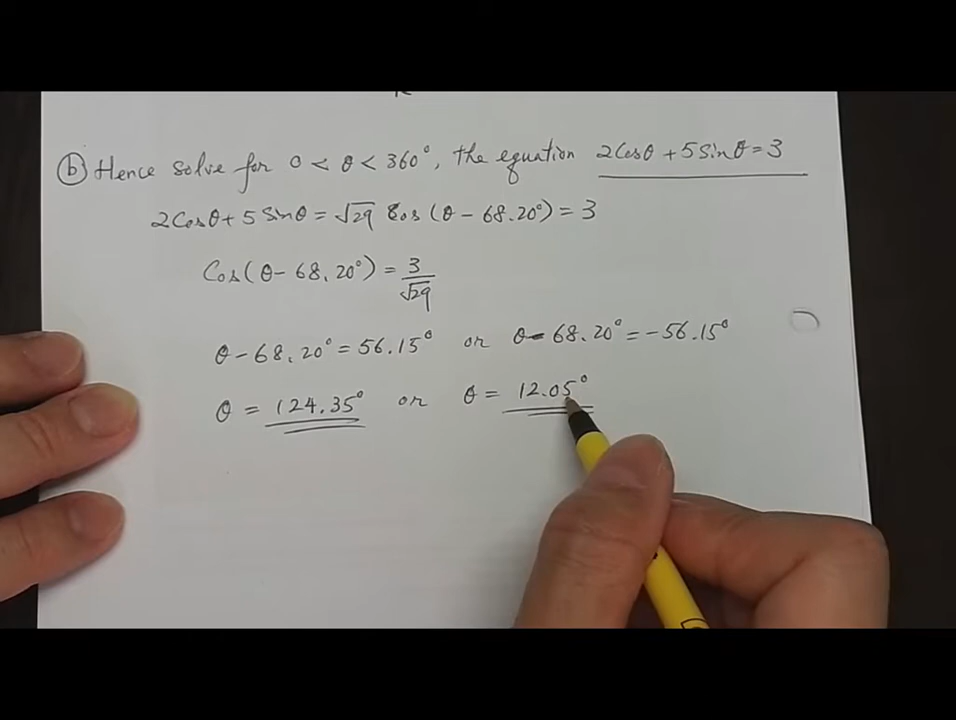 (b) Hence solve for 0 < θ < 360°, the equation 2Cosθ + 5Sinθ = 3
2Cosθ + 5Sinθ = √29 Cos(θ - 68.20°) = 3
Cos(θ - 68.20°) = 3/√29
θ - 68.20° = 56.15° or θ - 68.20° = -56.15°
θ = 124.35° or θ = 12.05°